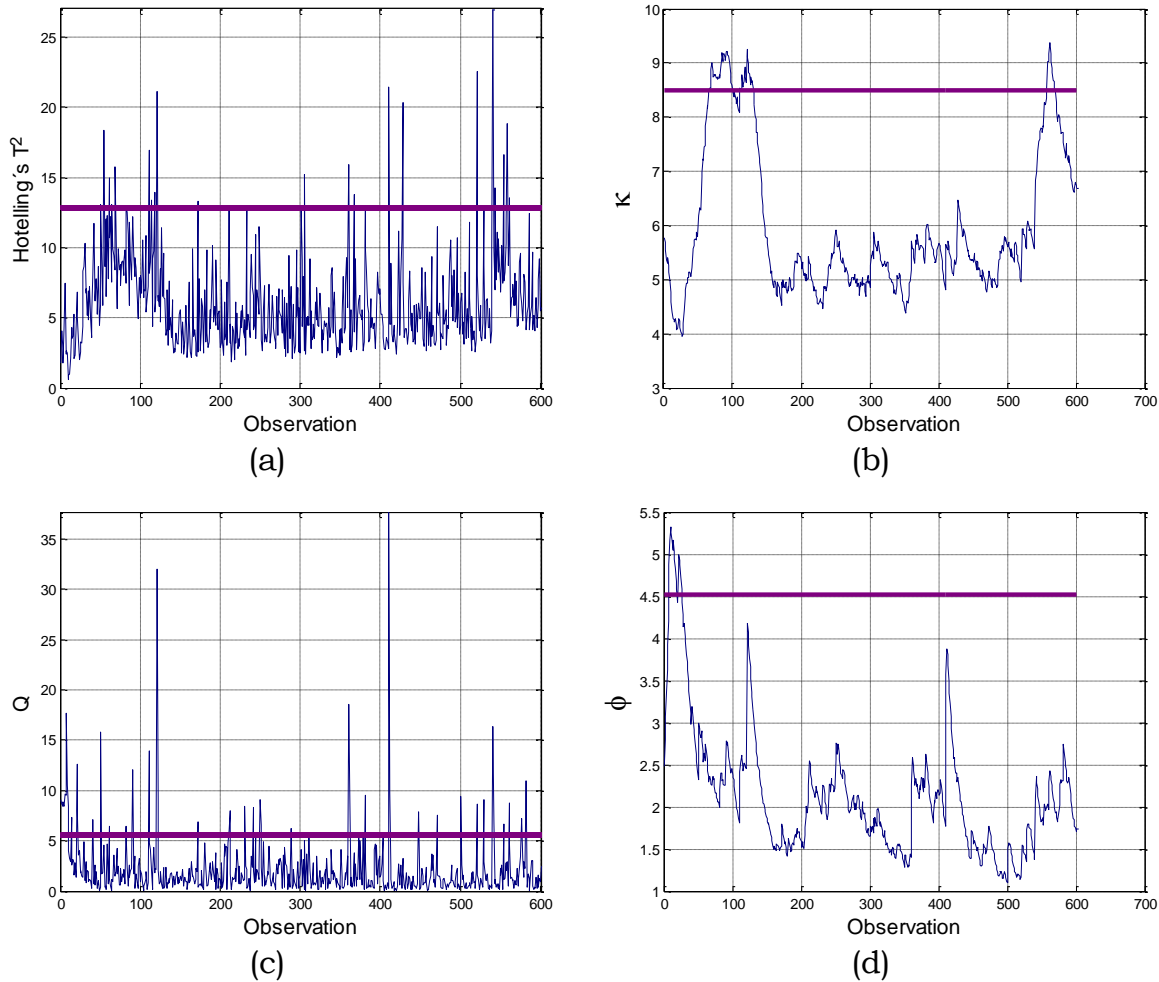 25
20
15
10
5
0
Hotelling´s T²
0 100 200 300 400 500 600
Observation
(a)
10
9
8
7
6
5
4
3
κ
0 100 200 300 400 500 600 700
Observation
(b)
35
30
25
20
15
10
5
0
Q
0 100 200 300 400 500 600
Observation
(c)
5.5
5
4.5
4
3.5
3
2.5
2
1.5
1
ϕ
0 100 200 300 400 500 600 700
Observation
(d)